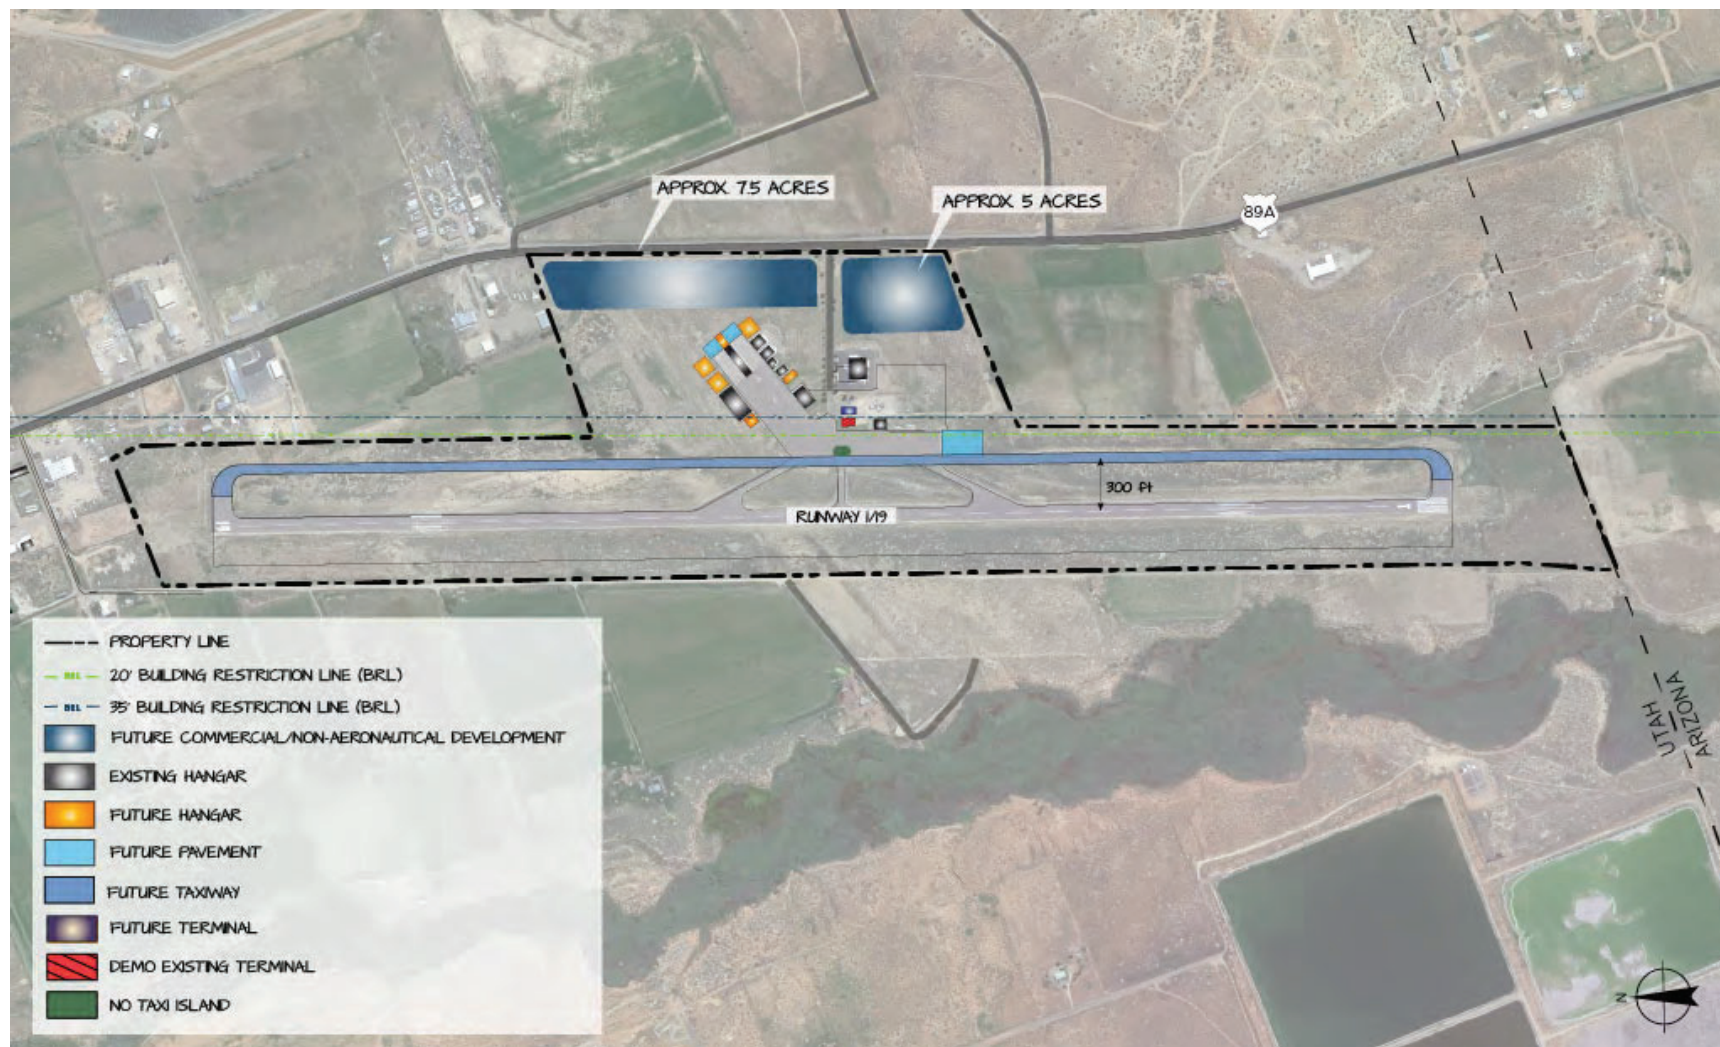 APPROX. 7.5 ACRES
APPROX. 5 ACRES
89A
300 ft
RUNWAY 1/19
PROPERTY LINE
BRL
20' BUILDING RESTRICTION LINE (BRL)
BRL
35' BUILDING RESTRICTION LINE (BRL)
FUTURE COMMERCIAL/NON-AERONAUTICAL DEVELOPMENT
EXISTING HANGAR
FUTURE HANGAR
FUTURE PAVEMENT
FUTURE TAXIWAY
FUTURE TERMINAL
DEMO EXISTING TERMINAL
NO TAXI ISLAND
UTAH
ARIZONA
N